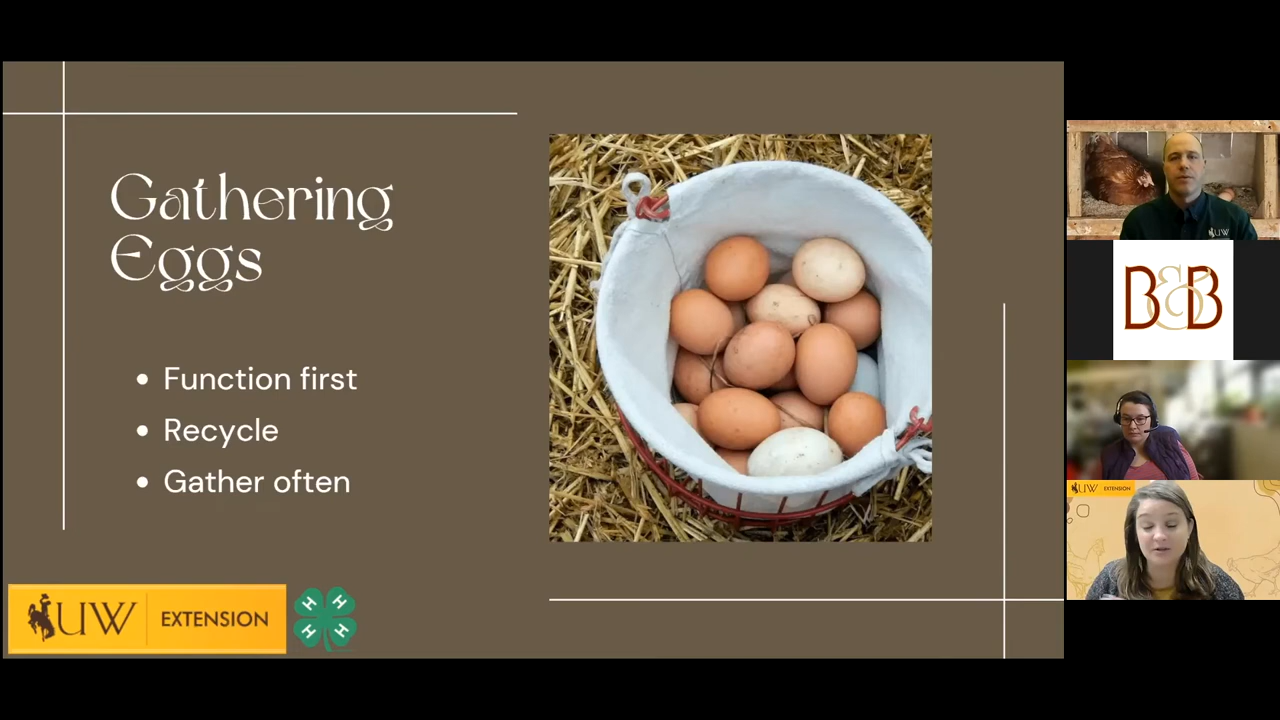 Gathering
Eggs
• Function first
• Recycle
• Gather often
UW EXTENSION
H H
H H
UW
B&B
UW EXTENSION